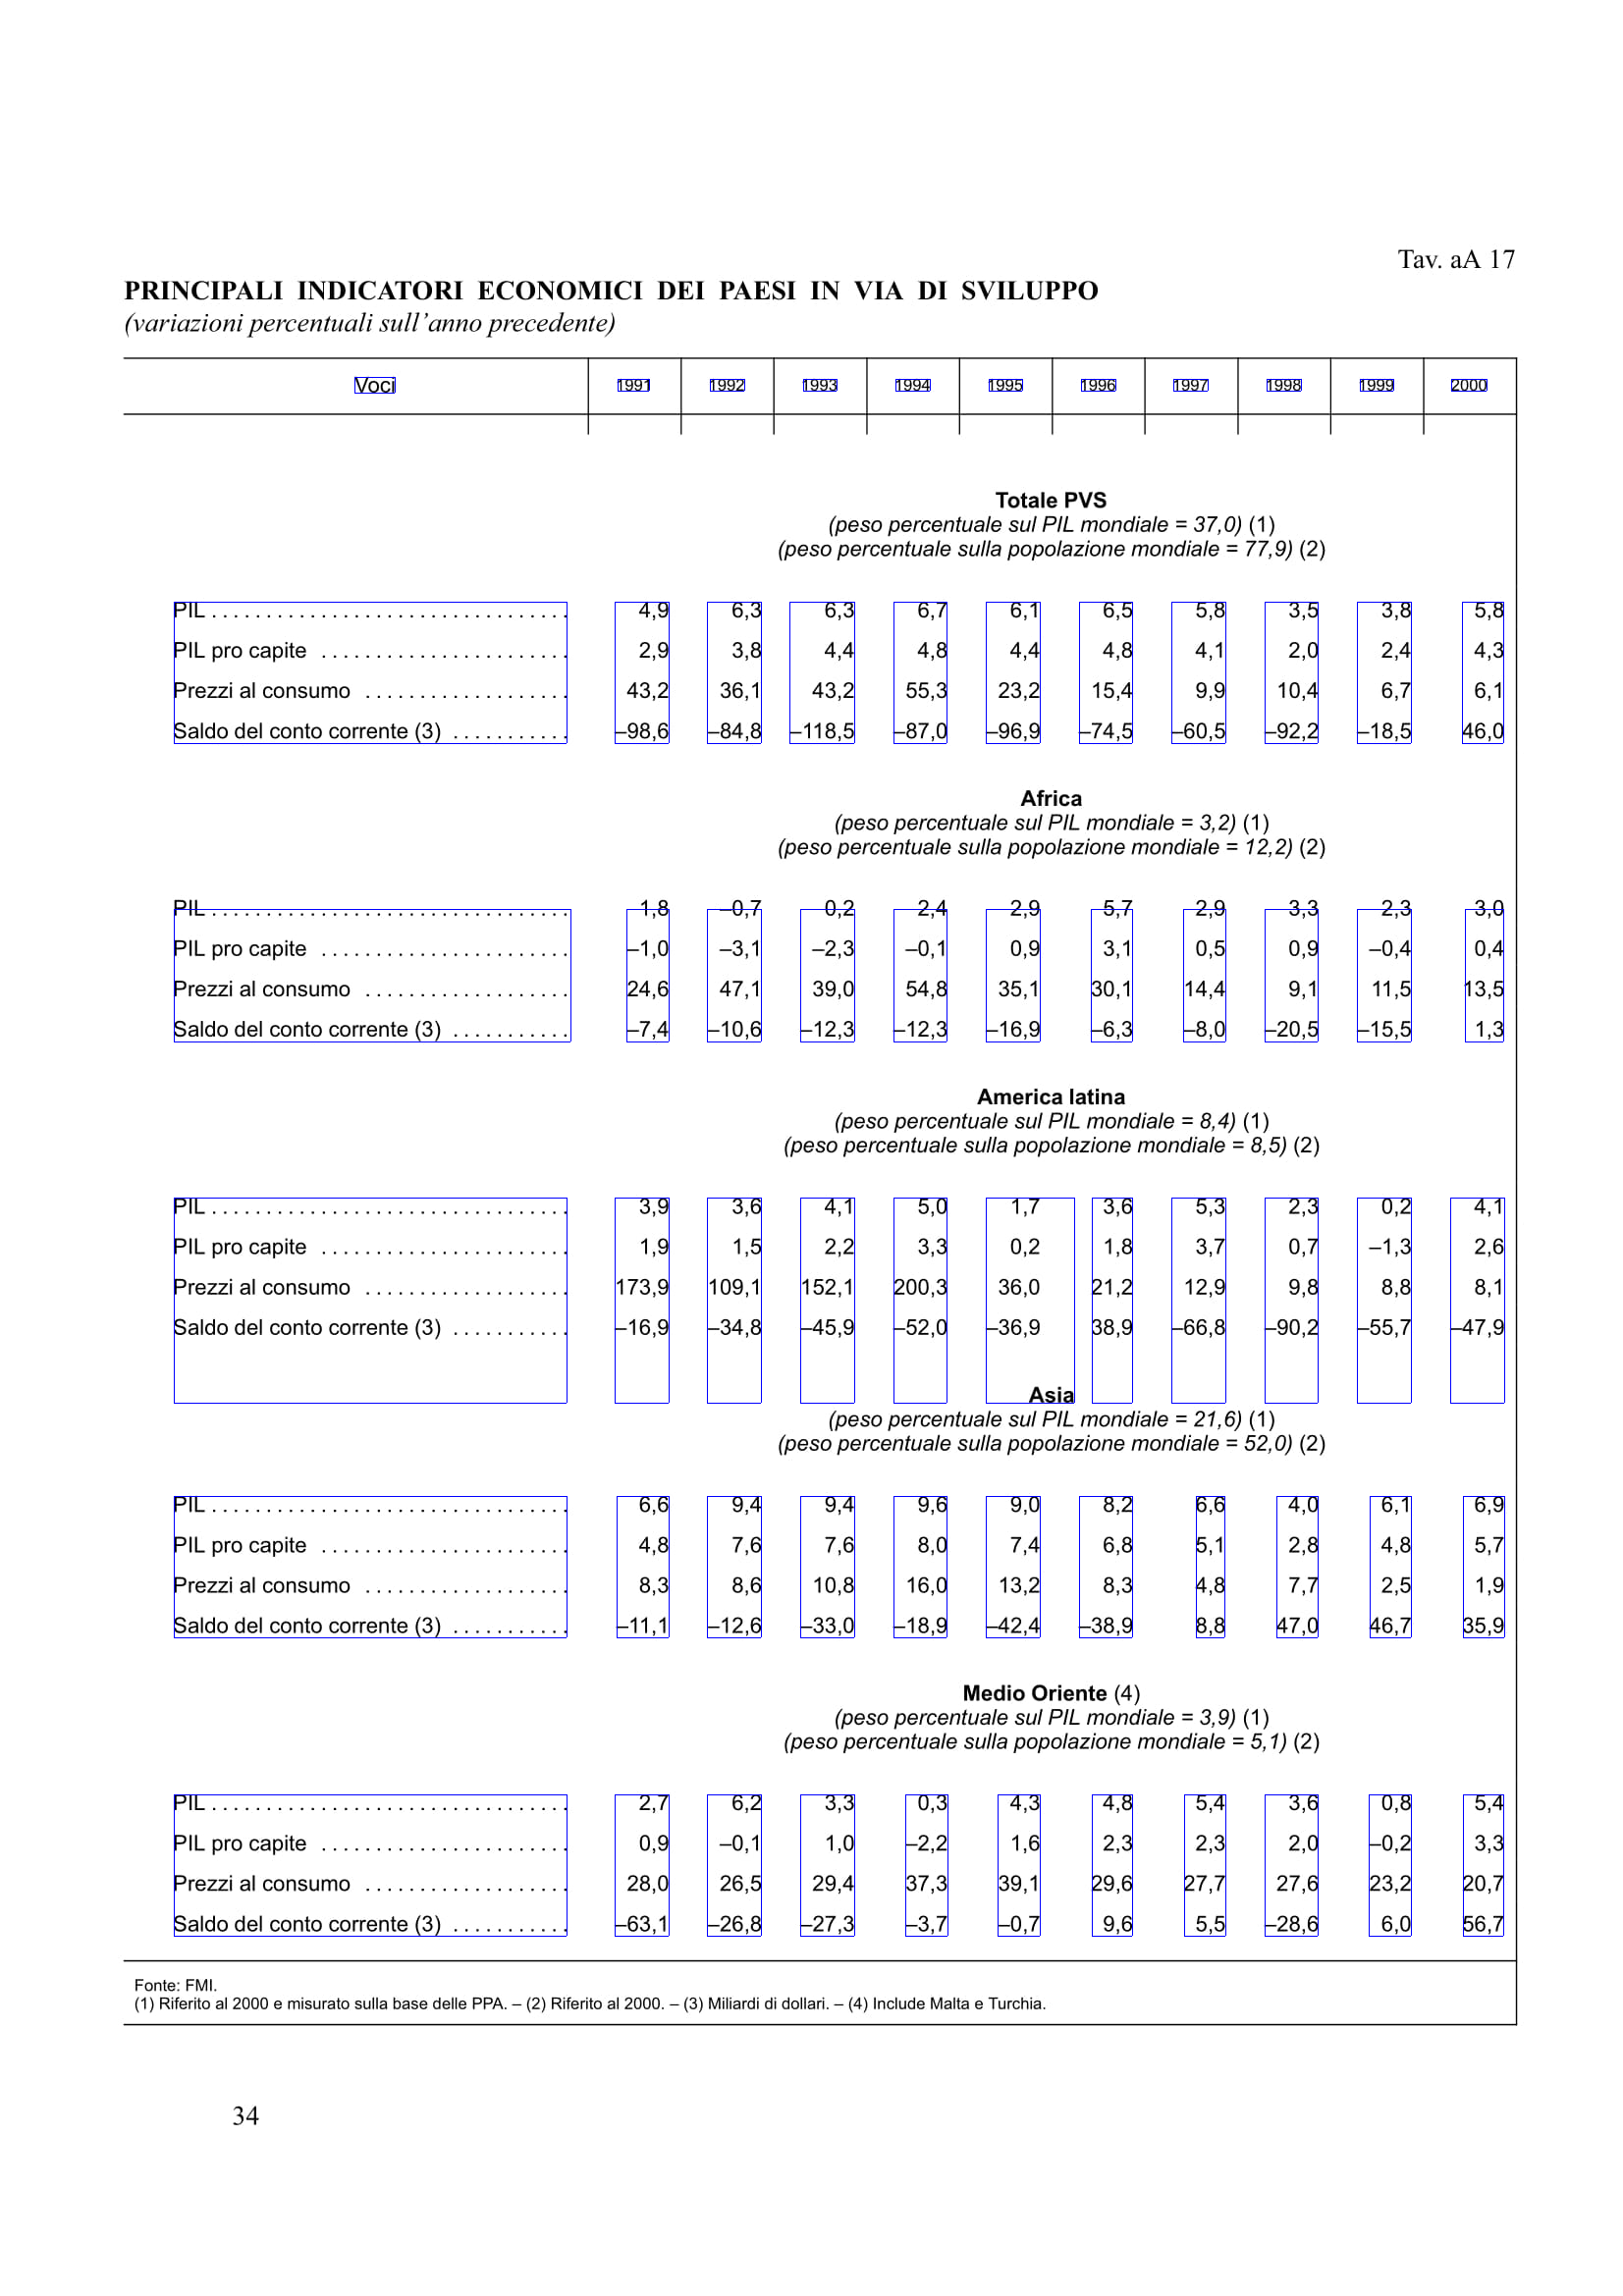 Tav. aA 17
PRINCIPALI INDICATORI ECONOMICI DEI PAESI IN VIA DI SVILUPPO
(variazioni percentuali sull'anno precedente)
Voci 1991 1992 1993 1994 1995 1996 1997 1998 1999 2000
Totale PVS
(peso percentuale sul PIL mondiale = 37,0) (1)
(peso percentuale sulla popolazione mondiale = 77,9) (2)
PIL . . . . . . . . . . . . . . . . . . . . . . . . . . . . . . . . . 4,9 6,3 6,3 6,7 6,1 6,5 5,8 3,5 3,8 5,8
PIL pro capite . . . . . . . . . . . . . . . . . . . . . . . 2,9 3,8 4,4 4,8 4,4 4,8 4,1 2,0 2,4 4,3
Prezzi al consumo . . . . . . . . . . . . . . . . . . . 43,2 36,1 43,2 55,3 23,2 15,4 9,9 10,4 6,7 6,1
Saldo del conto corrente (3) . . . . . . . . . . . –98,6 –84,8 –118,5 –87,0 –96,9 –74,5 –60,5 –92,2 –18,5 46,0
Africa
(peso percentuale sul PIL mondiale = 3,2) (1)
(peso percentuale sulla popolazione mondiale = 12,2) (2)
PIL . . . . . . . . . . . . . . . . . . . . . . . . . . . . . . . . . 1,8 –0,7 0,2 2,4 2,9 5,7 2,9 3,3 2,3 3,0
PIL pro capite . . . . . . . . . . . . . . . . . . . . . . . –1,0 –3,1 –2,3 –0,1 0,9 3,1 0,5 0,9 –0,4 0,4
Prezzi al consumo . . . . . . . . . . . . . . . . . . . 24,6 47,1 39,0 54,8 35,1 30,1 14,4 9,1 11,5 13,5
Saldo del conto corrente (3) . . . . . . . . . . . –7,4 –10,6 –12,3 –12,3 –16,9 –6,3 –8,0 –20,5 –15,5 1,3
America latina
(peso percentuale sul PIL mondiale = 8,4) (1)
(peso percentuale sulla popolazione mondiale = 8,5) (2)
PIL . . . . . . . . . . . . . . . . . . . . . . . . . . . . . . . . . 3,9 3,6 4,1 5,0 1,7 3,6 5,3 2,3 0,2 4,1
PIL pro capite . . . . . . . . . . . . . . . . . . . . . . . 1,9 1,5 2,2 3,3 0,2 1,8 3,7 0,7 –1,3 2,6
Prezzi al consumo . . . . . . . . . . . . . . . . . . . 173,9 109,1 152,1 200,3 36,0 21,2 12,9 9,8 8,8 8,1
Saldo del conto corrente (3) . . . . . . . . . . . –16,9 –34,8 –45,9 –52,0 –36,9 38,9 –66,8 –90,2 –55,7 –47,9
Asia
(peso percentuale sul PIL mondiale = 21,6) (1)
(peso percentuale sulla popolazione mondiale = 52,0) (2)
PIL . . . . . . . . . . . . . . . . . . . . . . . . . . . . . . . . . 6,6 9,4 9,4 9,6 9,0 8,2 6,6 4,0 6,1 6,9
PIL pro capite . . . . . . . . . . . . . . . . . . . . . . . 4,8 7,6 7,6 8,0 7,4 6,8 5,1 2,8 4,8 5,7
Prezzi al consumo . . . . . . . . . . . . . . . . . . . 8,3 8,6 10,8 16,0 13,2 8,3 4,8 7,7 2,5 1,9
Saldo del conto corrente (3) . . . . . . . . . . . –11,1 –12,6 –33,0 –18,9 –42,4 –38,9 8,8 47,0 46,7 35,9
Medio Oriente (4)
(peso percentuale sul PIL mondiale = 3,9) (1)
(peso percentuale sulla popolazione mondiale = 5,1) (2)
PIL . . . . . . . . . . . . . . . . . . . . . . . . . . . . . . . . . 2,7 6,2 3,3 0,3 4,3 4,8 5,4 3,6 0,8 5,4
PIL pro capite . . . . . . . . . . . . . . . . . . . . . . . 0,9 –0,1 1,0 –2,2 1,6 2,3 2,3 2,0 –0,2 3,3
Prezzi al consumo . . . . . . . . . . . . . . . . . . . 28,0 26,5 29,4 37,3 39,1 29,6 27,7 27,6 23,2 20,7
Saldo del conto corrente (3) . . . . . . . . . . . –63,1 –26,8 –27,3 –3,7 –0,7 9,6 5,5 –28,6 6,0 56,7
Fonte: FMI.
(1) Riferito al 2000 e misurato sulla base delle PPA. – (2) Riferito al 2000. – (3) Miliardi di dollari. – (4) Include Malta e Turchia.
34